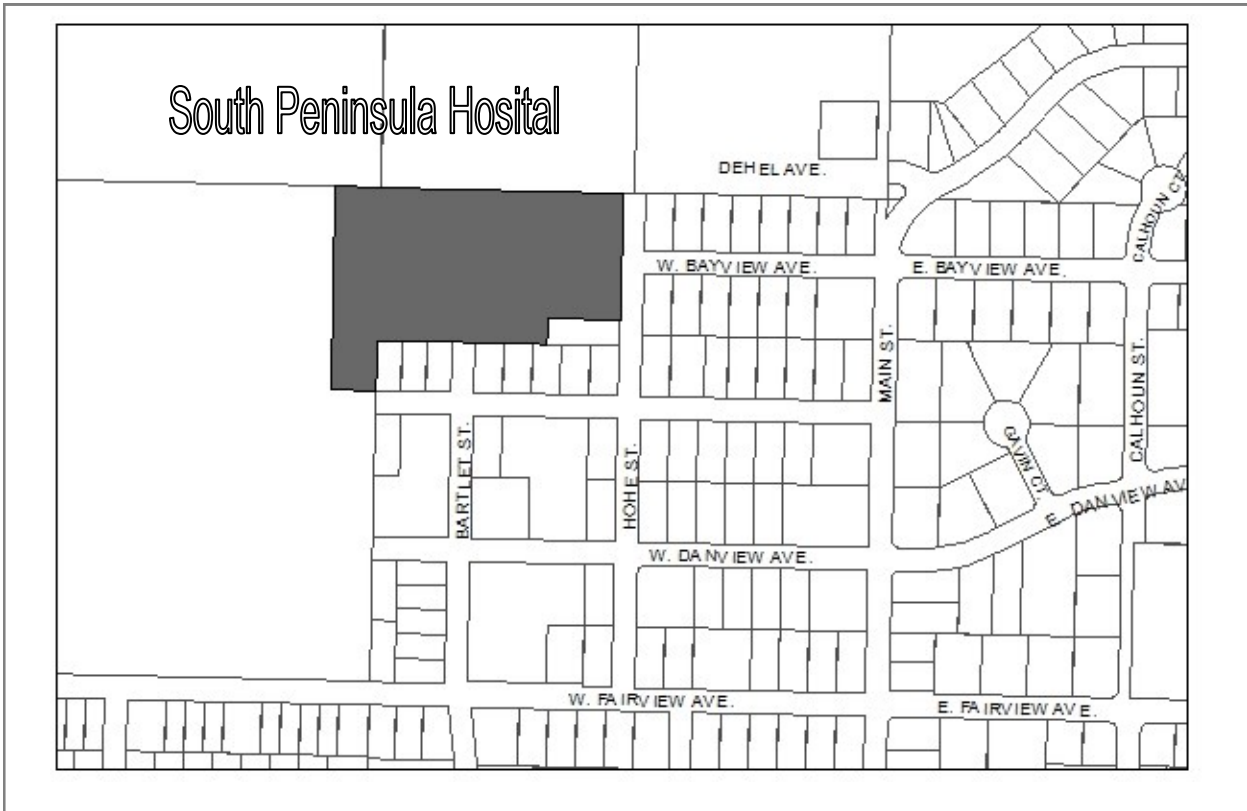 South Peninsula Hosital
DEHEL AVE.
CALHOUN CT.
W. BAYVIEW AVE.
E. BAYVIEW AVE.
MAIN ST.
CALHOUN ST.
BARTLET ST.
HOHE ST.
GAVIN CT.
E. DANVIEW AV
W. DANVIEW AVE.
W. FAIRVIEW AVE.
E. FAIRVIEW AVE.